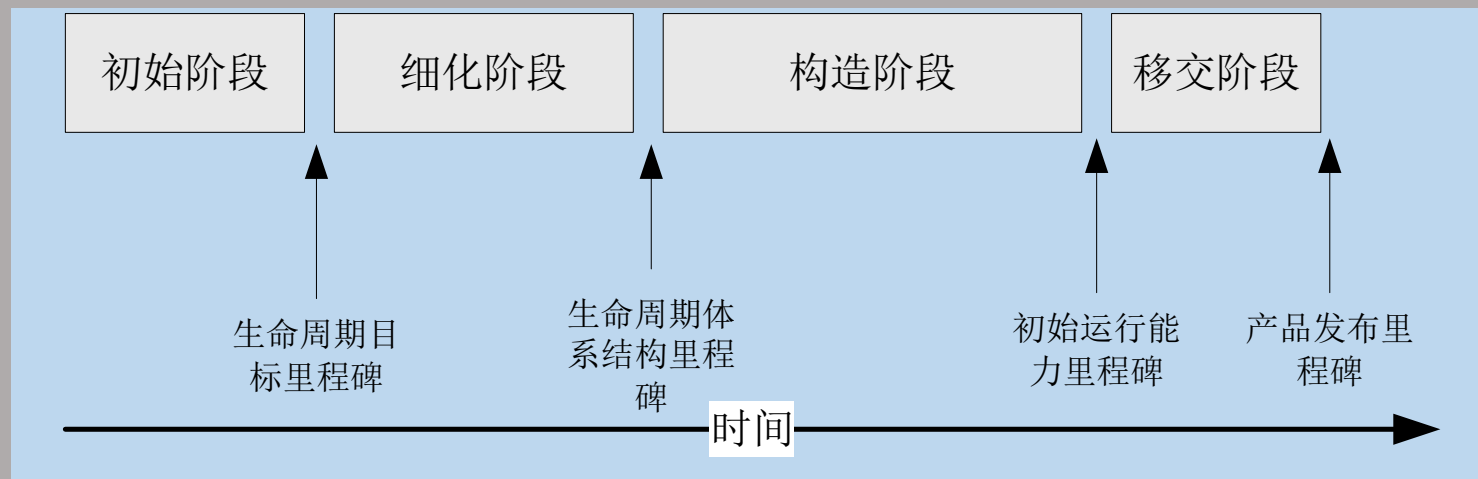 初始阶段
细化阶段
构造阶段
移交阶段
生命周期目
标里程碑
生命周期体
系结构里程
碑
初始运行能
力里程碑
产品发布里
程碑
时间